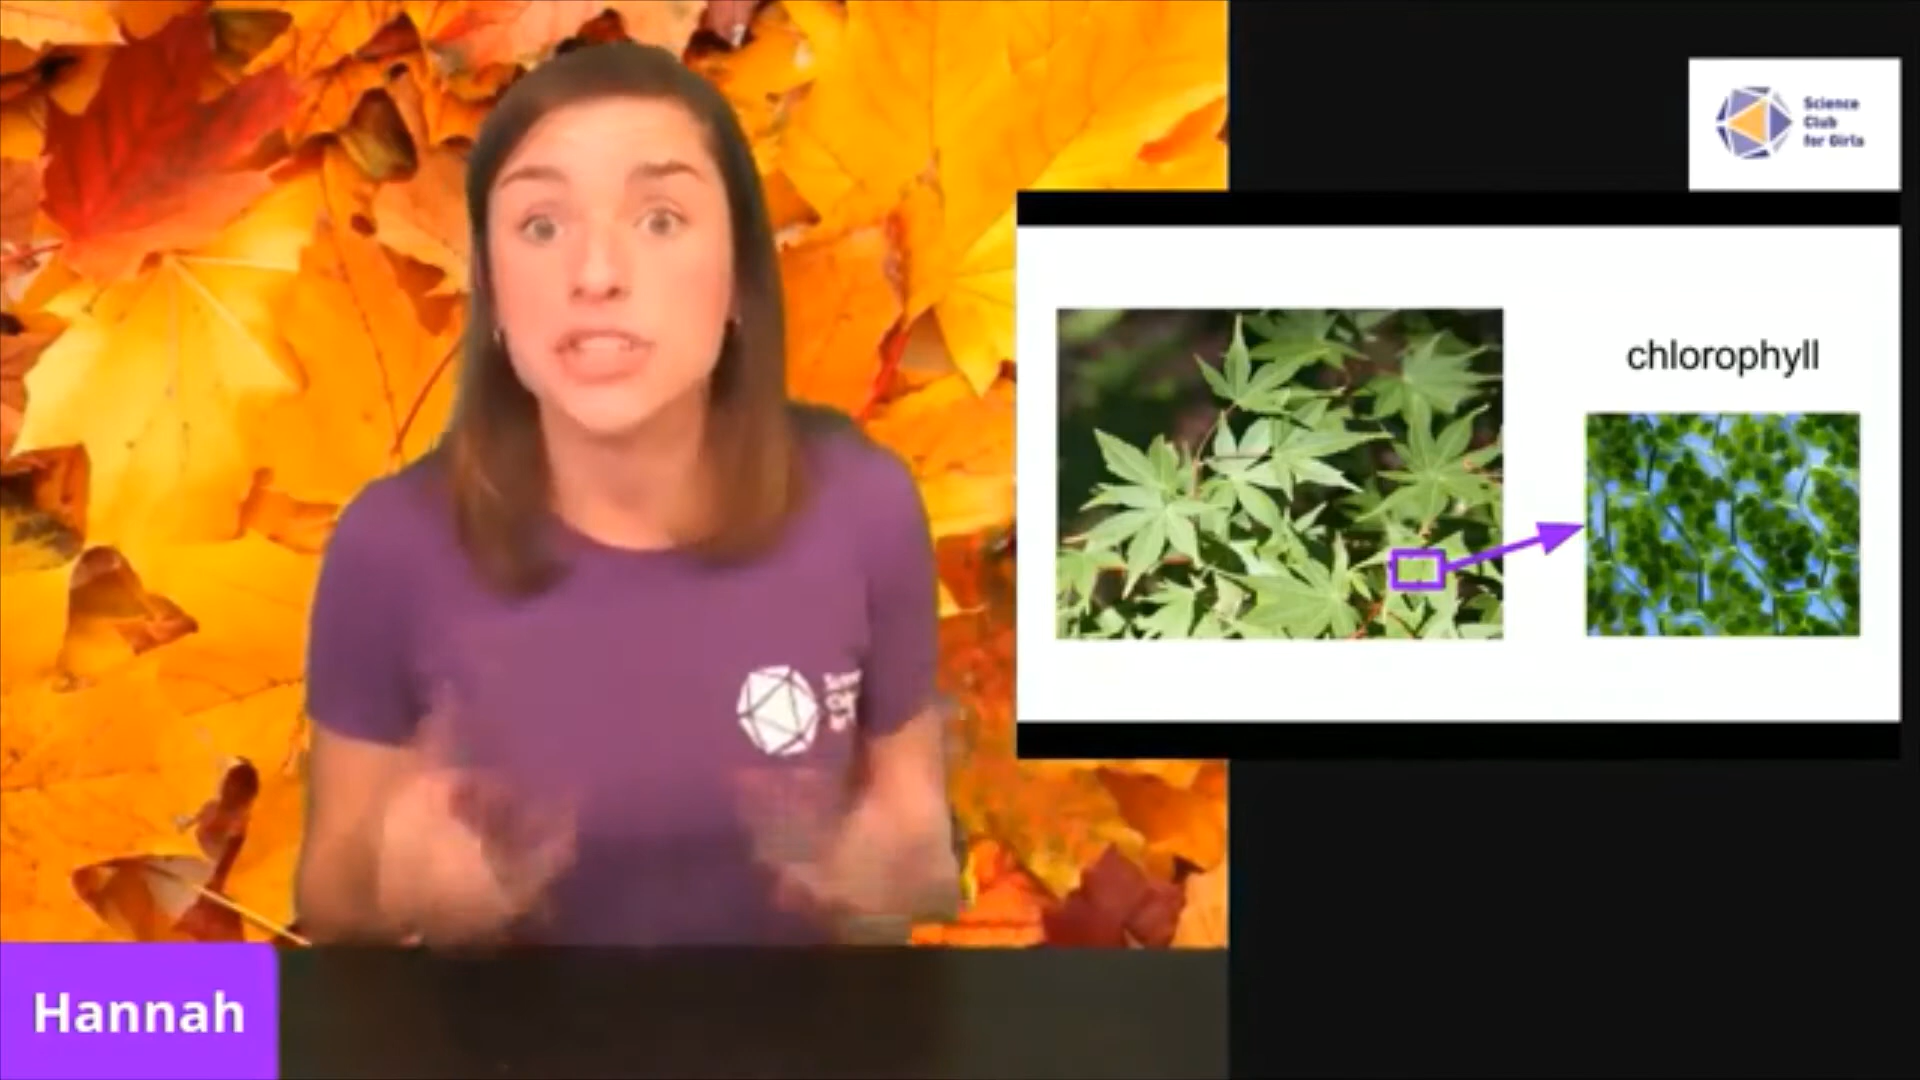 Science
Club
for Girls
chlorophyll
Hannah